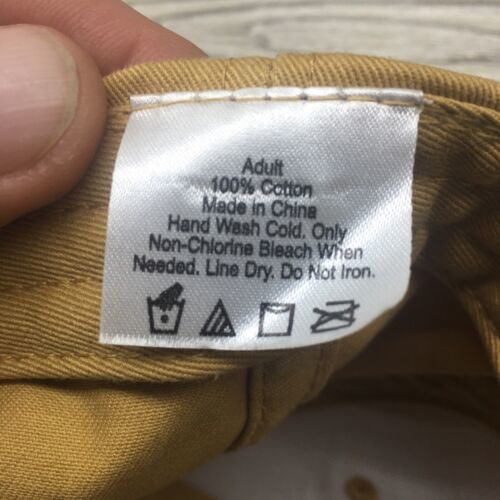 Adult
100% Cotton
Made in China
Hand Wash Cold. Only
Non-Chlorine Bleach When
Needed. Line Dry. Do Not Iron.